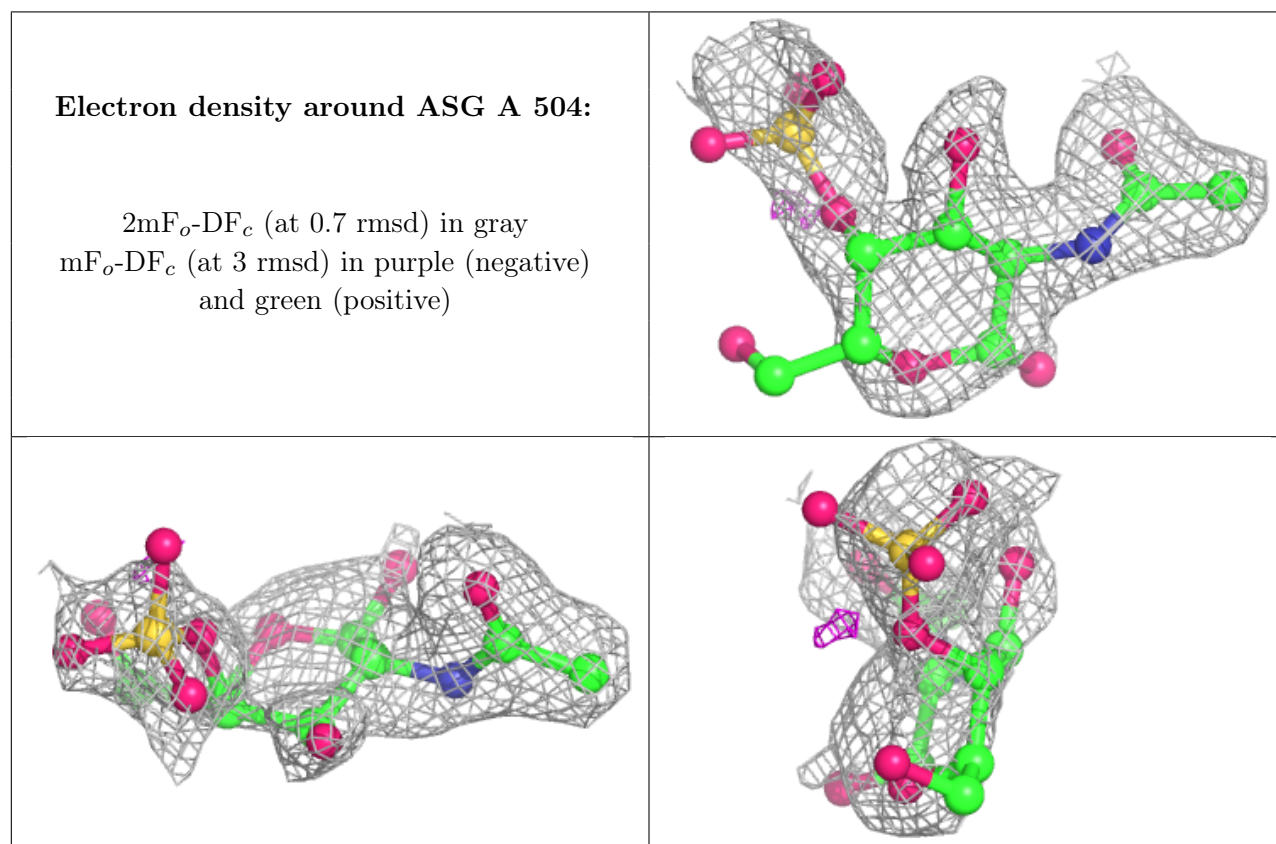 Electron density around ASG A 504:
2mFo-DFc (at 0.7 rmsd) in gray
mFo-DFc (at 3 rmsd) in purple (negative)
and green (positive)